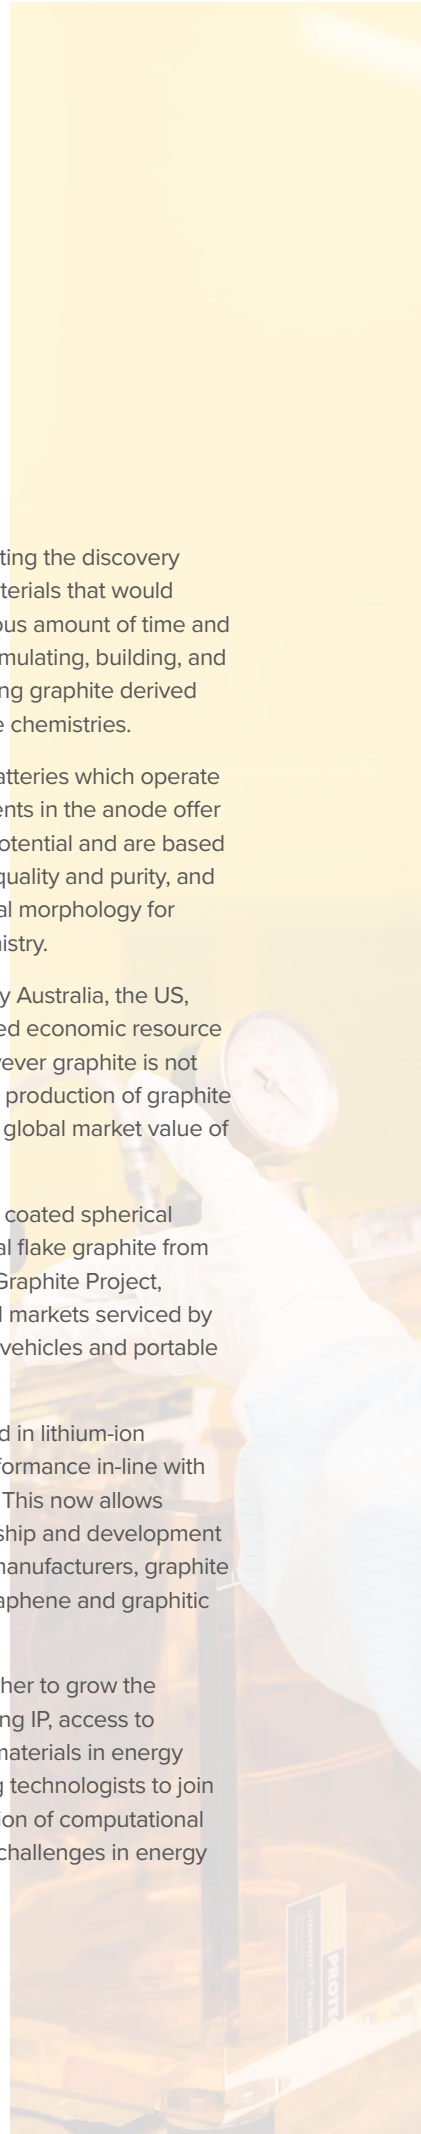 ting the discovery
terials that would
ous amount of time and
mulating, building, and
ng graphite derived
e chemistries.
atteries which operate
ents in the anode offer
otential and are based
quality and purity, and
al morphology for
istry.
y Australia, the US,
ed economic resource
ever graphite is not
production of graphite
global market value of
coated spherical
al flake graphite from
Graphite Project,
l markets serviced by
vehicles and portable
d in lithium-ion
formance in-line with
This now allows
ship and development
manufacturers, graphite
aphene and graphitic
her to grow the
ng IP, access to
materials in energy
g technologists to join
ion of computational
challenges in energy